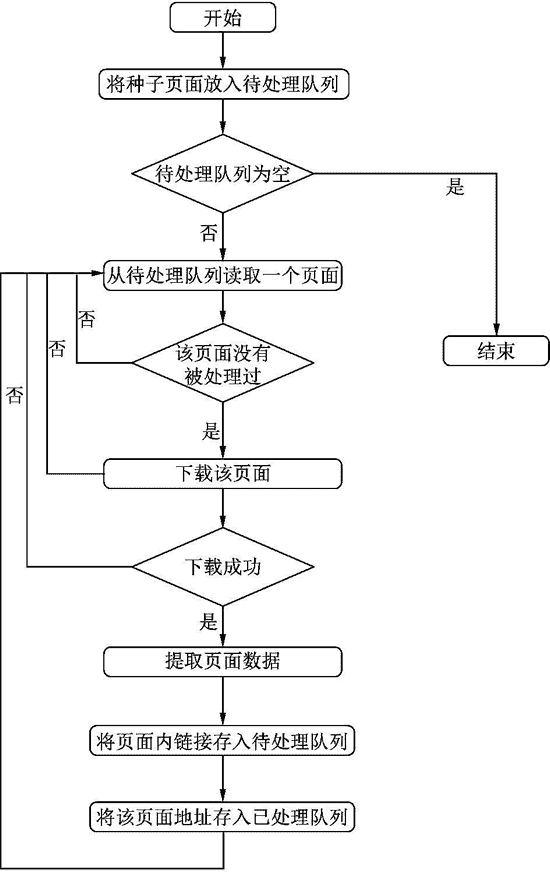 开始
将种子页面放入待处理队列
待处理队列为空
是
否
从待处理队列读取一个页面
否
该页面没有
被处理过
否
结束
否
是
下载该页面
下载成功
是
提取页面数据
将页面内链接存入待处理队列
将该页面地址存入已处理队列